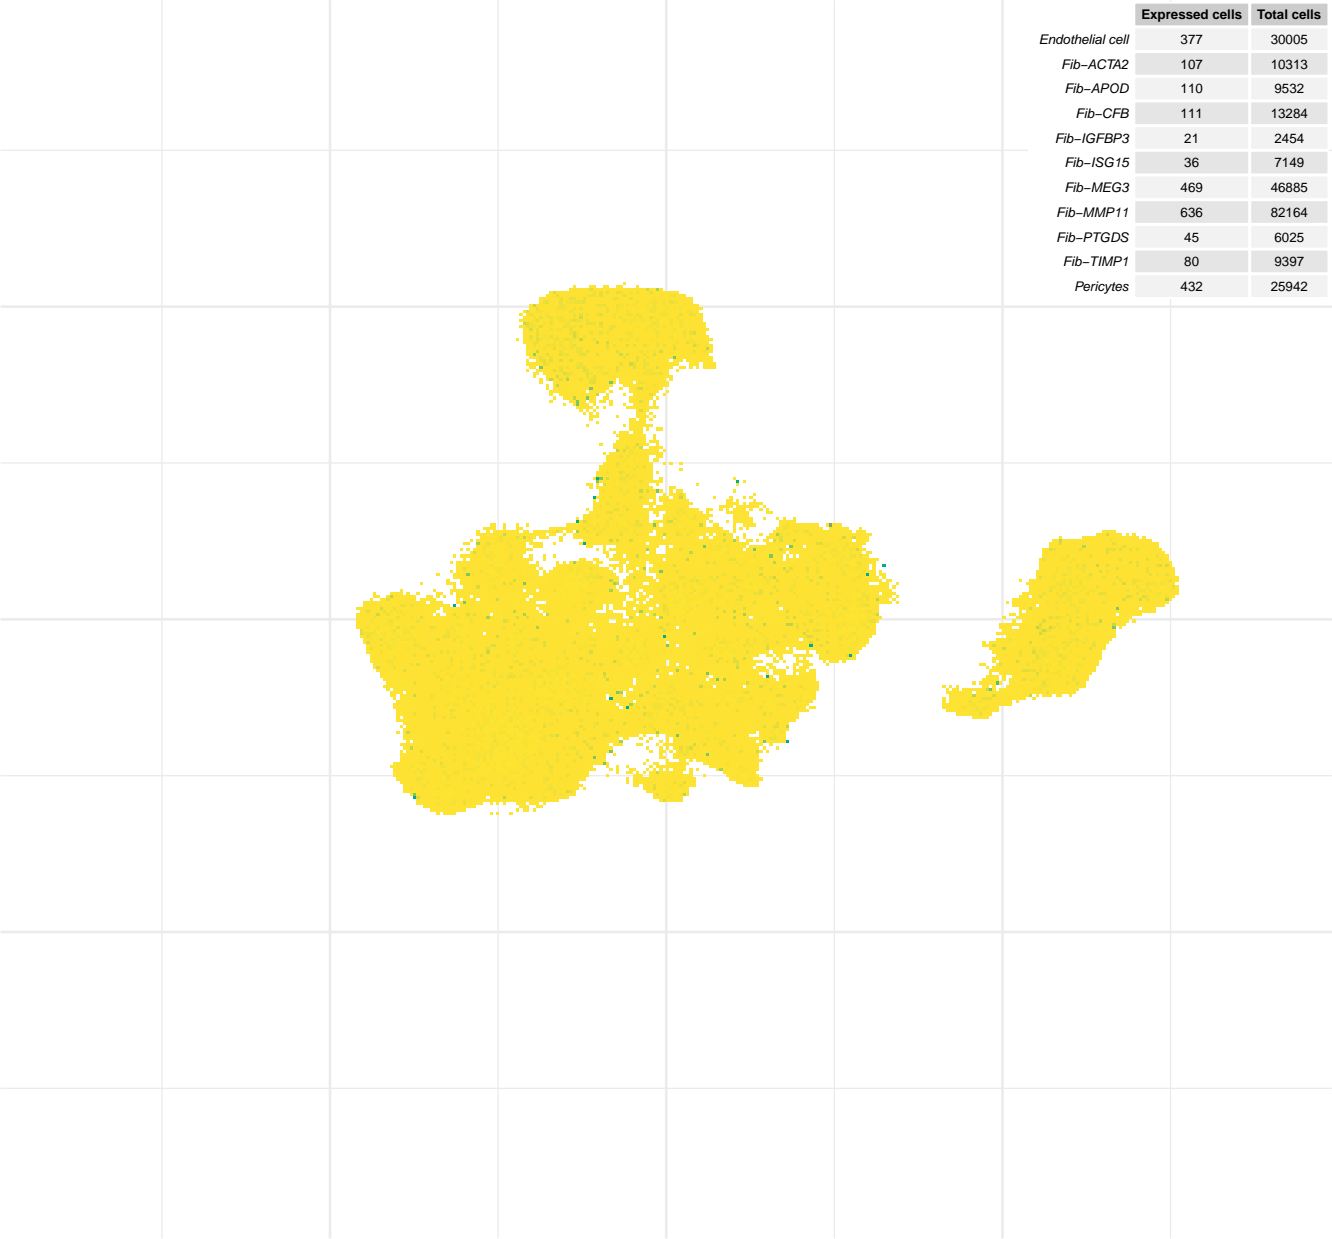 Expressed cells Total cells
Endothelial cell 377 30005
Fib−ACTA2 107 10313
Fib−APOD 110 9532
Fib−CFB 111 13284
Fib−IGFBP3 21 2454
Fib−ISG15 36 7149
Fib−MEG3 469 46885
Fib−MMP11 636 82164
Fib−PTGDS 45 6025
Fib−TIMP1 80 9397
Pericytes 432 25942